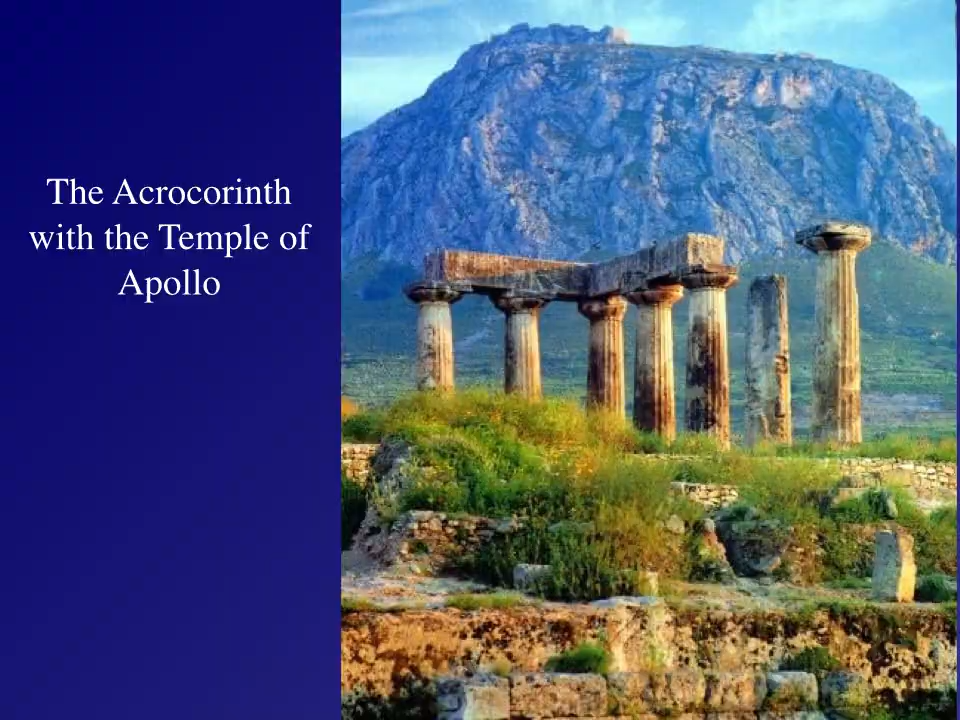 The Acrocorinth
with the Temple of
Apollo